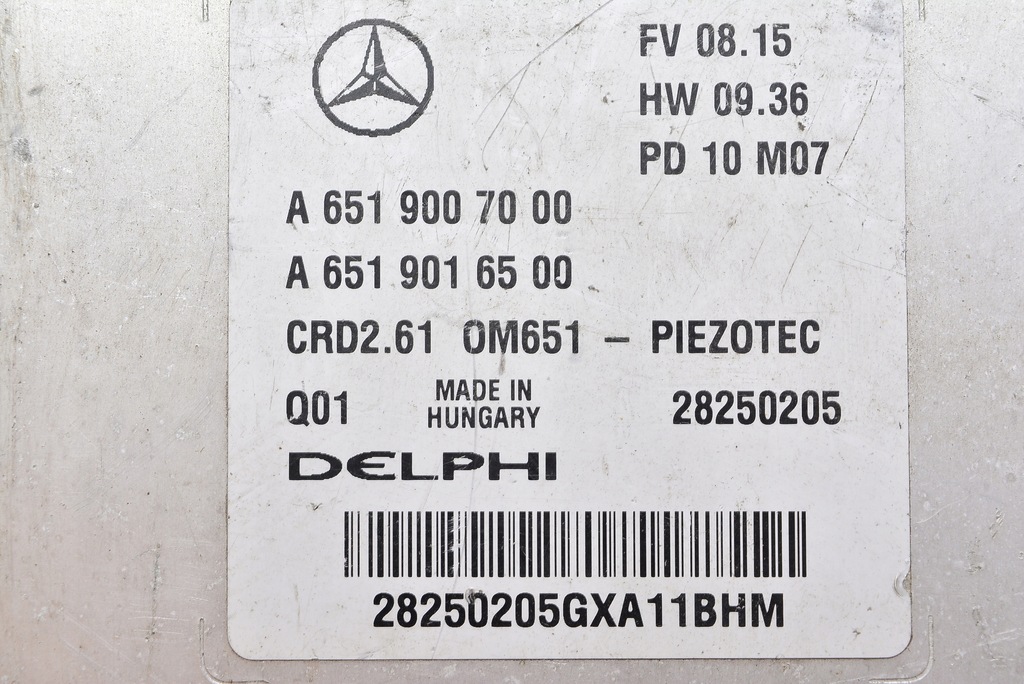 FV 08.15
HW 09.36
PD 10 M07
A 651 900 70 00
A 651 901 65 00
CRD2.61 OM651 – PIEZOTEC
Q01 MADE IN HUNGARY 28250205
DELPHI
28250205GXA11BHM